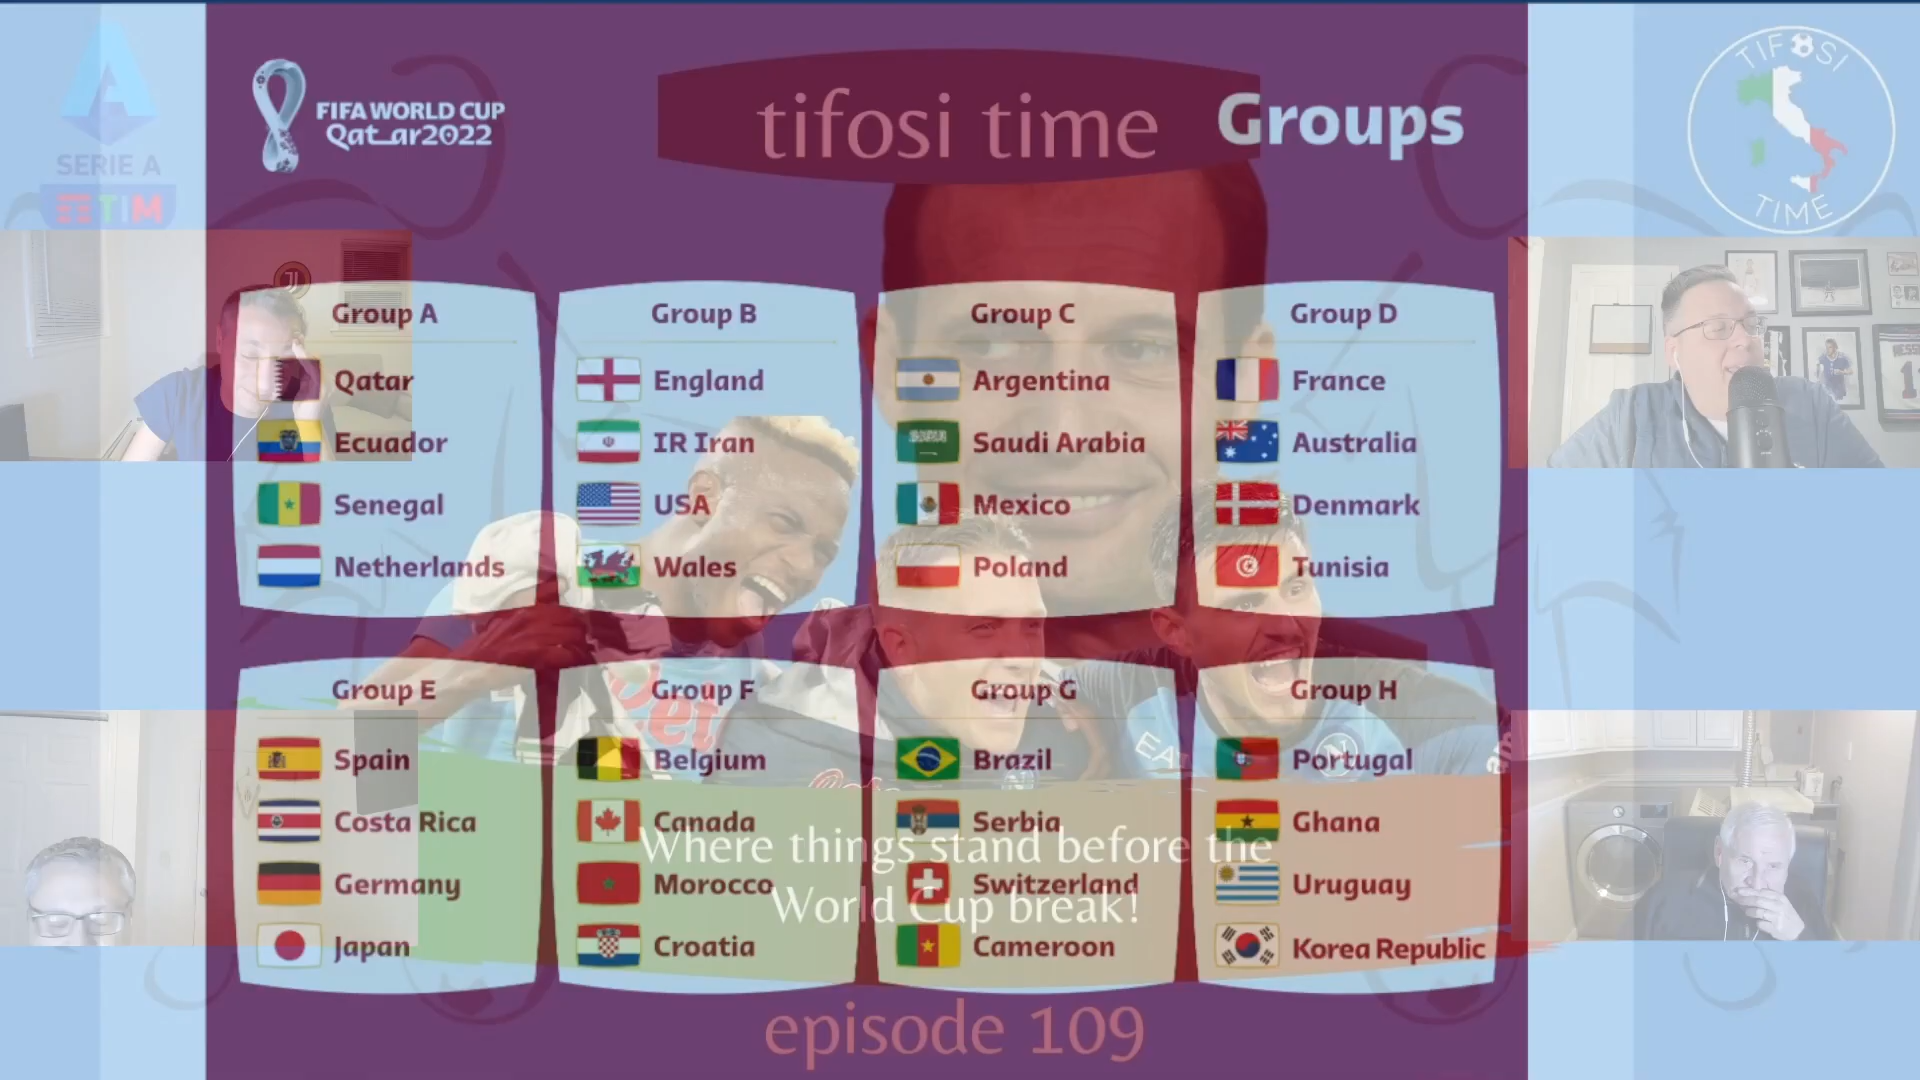 FIFA WORLD CUP
Qatar2022
tifosi time
Groups
TIFOSI
TIME
SERIE A
TIM
Group A
Qatar
Ecuador
Senegal
Netherlands
Group B
England
IR Iran
USA
Wales
Group C
Argentina
Saudi Arabia
Mexico
Poland
Group D
France
Australia
Denmark
Tunisia
Group E
Spain
Costa Rica
Germany
Japan
Group F
Belgium
Canada
Morocco
Croatia
Group G
Brazil
Serbia
Switzerland
Cameroon
Group H
Portugal
Ghana
Uruguay
Korea Republic
Where things stand before the
World Cup break!
episode 109